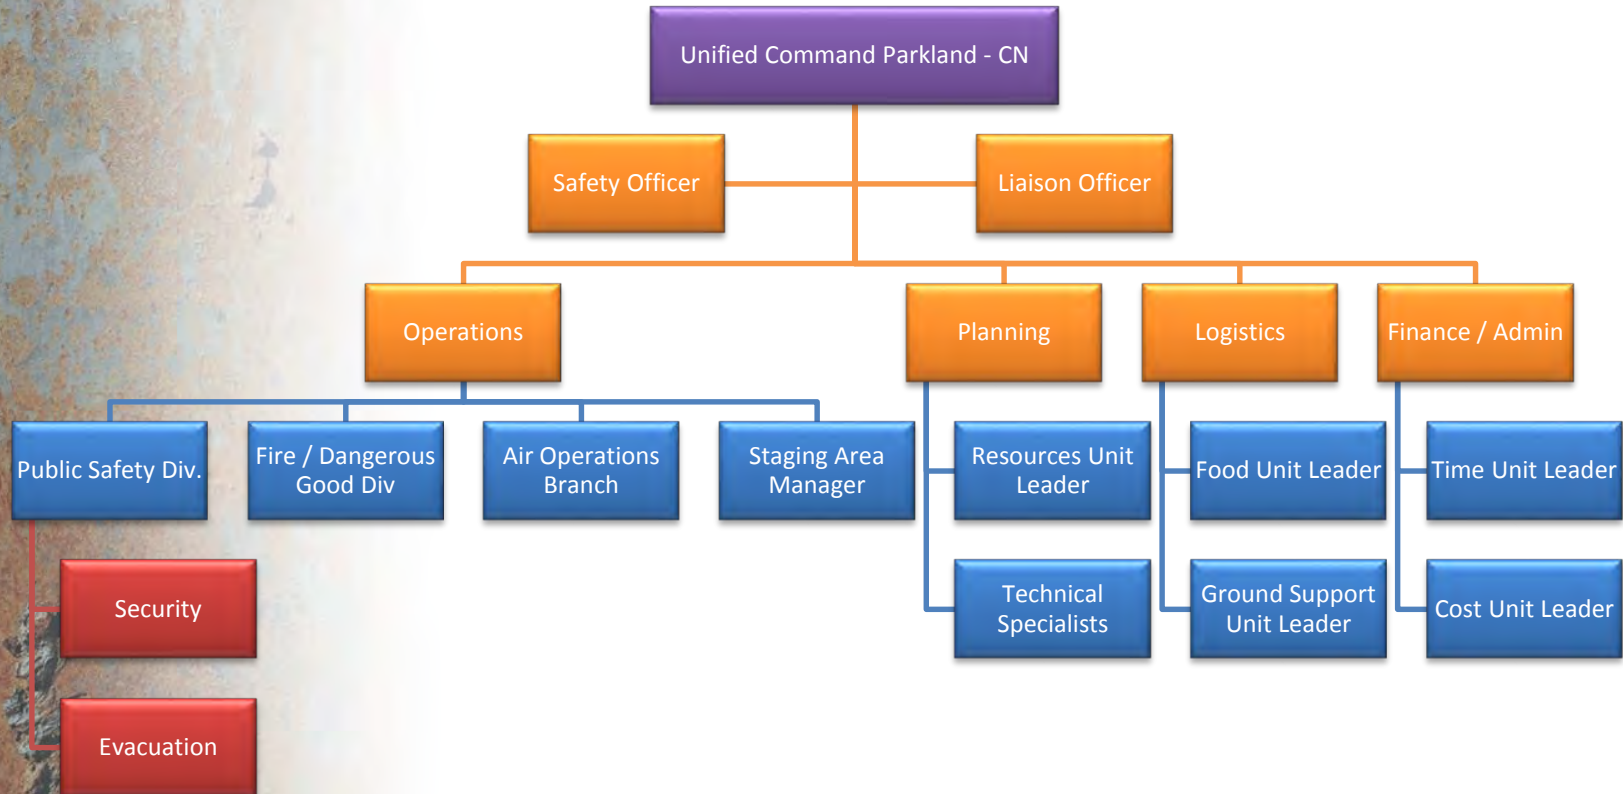 Unified Command Parkland - CN
Safety Officer
Liaison Officer
Operations
Planning
Logistics
Finance / Admin
Public Safety Div.
Fire / Dangerous
Good Div
Air Operations
Branch
Staging Area
Manager
Resources Unit
Leader
Food Unit Leader
Time Unit Leader
Security
Technical
Specialists
Ground Support
Unit Leader
Cost Unit Leader
Evacuation